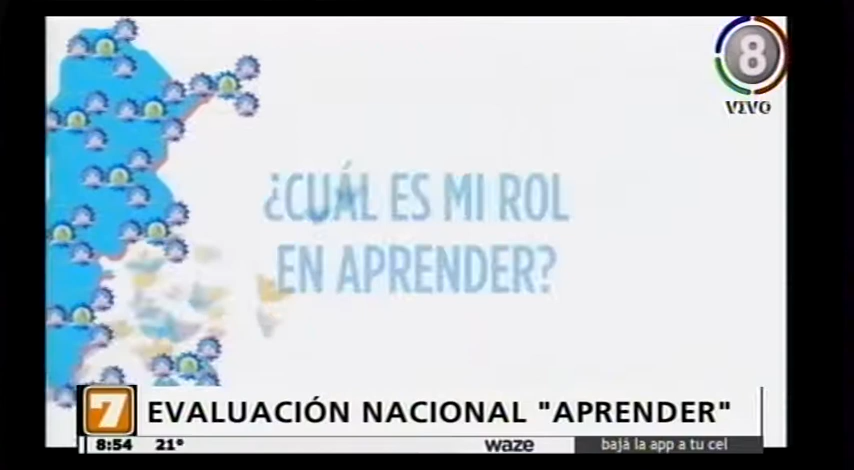 8
VIVO
¿CUÁL ES MI ROL
EN APRENDER?
7 EVALUACIÓN NACIONAL "APRENDER"
8:54 21° waze bajá la app a tu cel